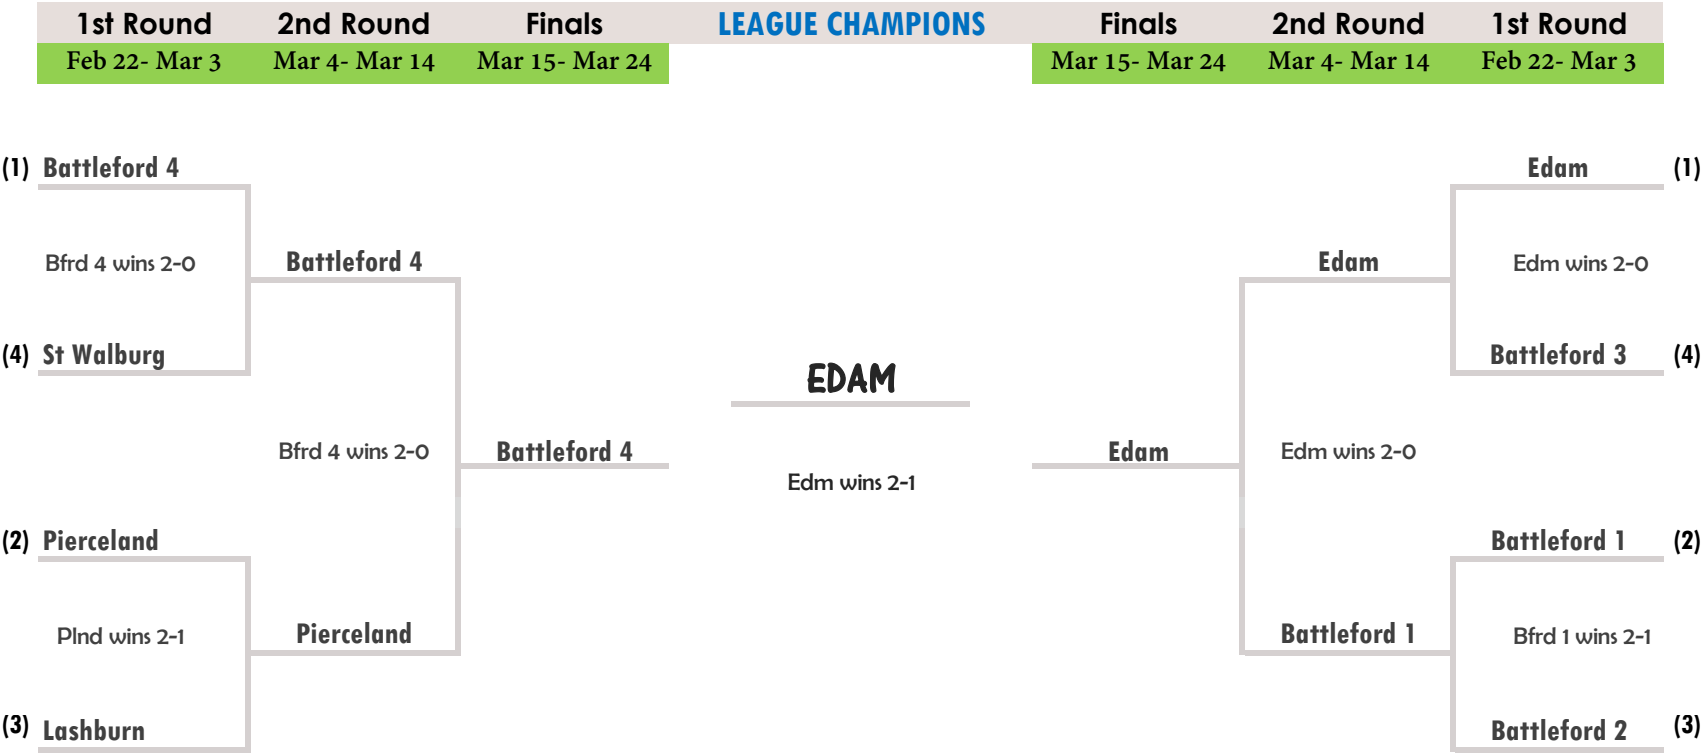 1st Round 2nd Round Finals LEAGUE CHAMPIONS Finals 2nd Round 1st Round
Feb 22- Mar 3 Mar 4- Mar 14 Mar 15- Mar 24 Mar 15- Mar 24 Mar 4- Mar 14 Feb 22- Mar 3
(1) Battleford 4 Edam (1)
Bfrd 4 wins 2-0 Battleford 4 Edam Edm wins 2-0
(4) St Walburg Battleford 3 (4)
EDAM
Bfrd 4 wins 2-0 Battleford 4 Edam Edm wins 2-0
Edm wins 2-1
(2) Pierceland Battleford 1 (2)
Plnd wins 2-1 Pierceland Battleford 1 Bfrd 1 wins 2-1
(3) Lashburn Battleford 2 (3)